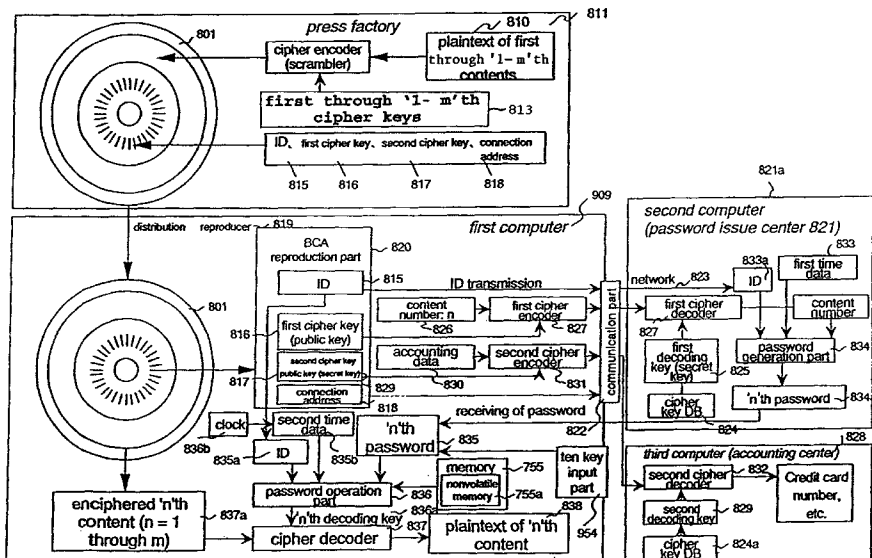 press factory
810
811
801
cipher encoder
(scrambler)
plaintext of first
through '1- m'th
contents
first through '1- m'th
cipher keys
813
ID、first cipher key、second cipher key、connection
address
815
816
817
818
909
821a
distribution
reproducer
819
first computer
second computer
(password issue center 821)
BCA
reproduction part
820
833
833a
first time
data
ID
815
ID transmission
network
823
ID
801
content
number: n
first cipher
encoder
communication part
first cipher
decoder
content
number
826
827
827
816
first cipher key
(public key)
password
generation part
834
second cipher key
public key (secret key)
accounting
data
second cipher
encoder
first
decoding
key (secret
key)
825
817
829
830
831
connection
address
'n'th password
834
818
receiving of password
822
cipher
key DB
824
clock
second time
data
'n'th
password
835
828
836b
835a
835b
third computer (accounting center)
ID
ten key
input
part
second cipher
decoder
832
Credit card
number,
etc.
memory
755
nonvolatile
memory
755a
password operation
part
836
second
decoding key
829
enciphered 'n'th
content (n = 1
through m)
837a
'n'th decoding key
836a
838
954
cipher decoder
837
plaintext of 'n'th
content
cipher
key DB
824a